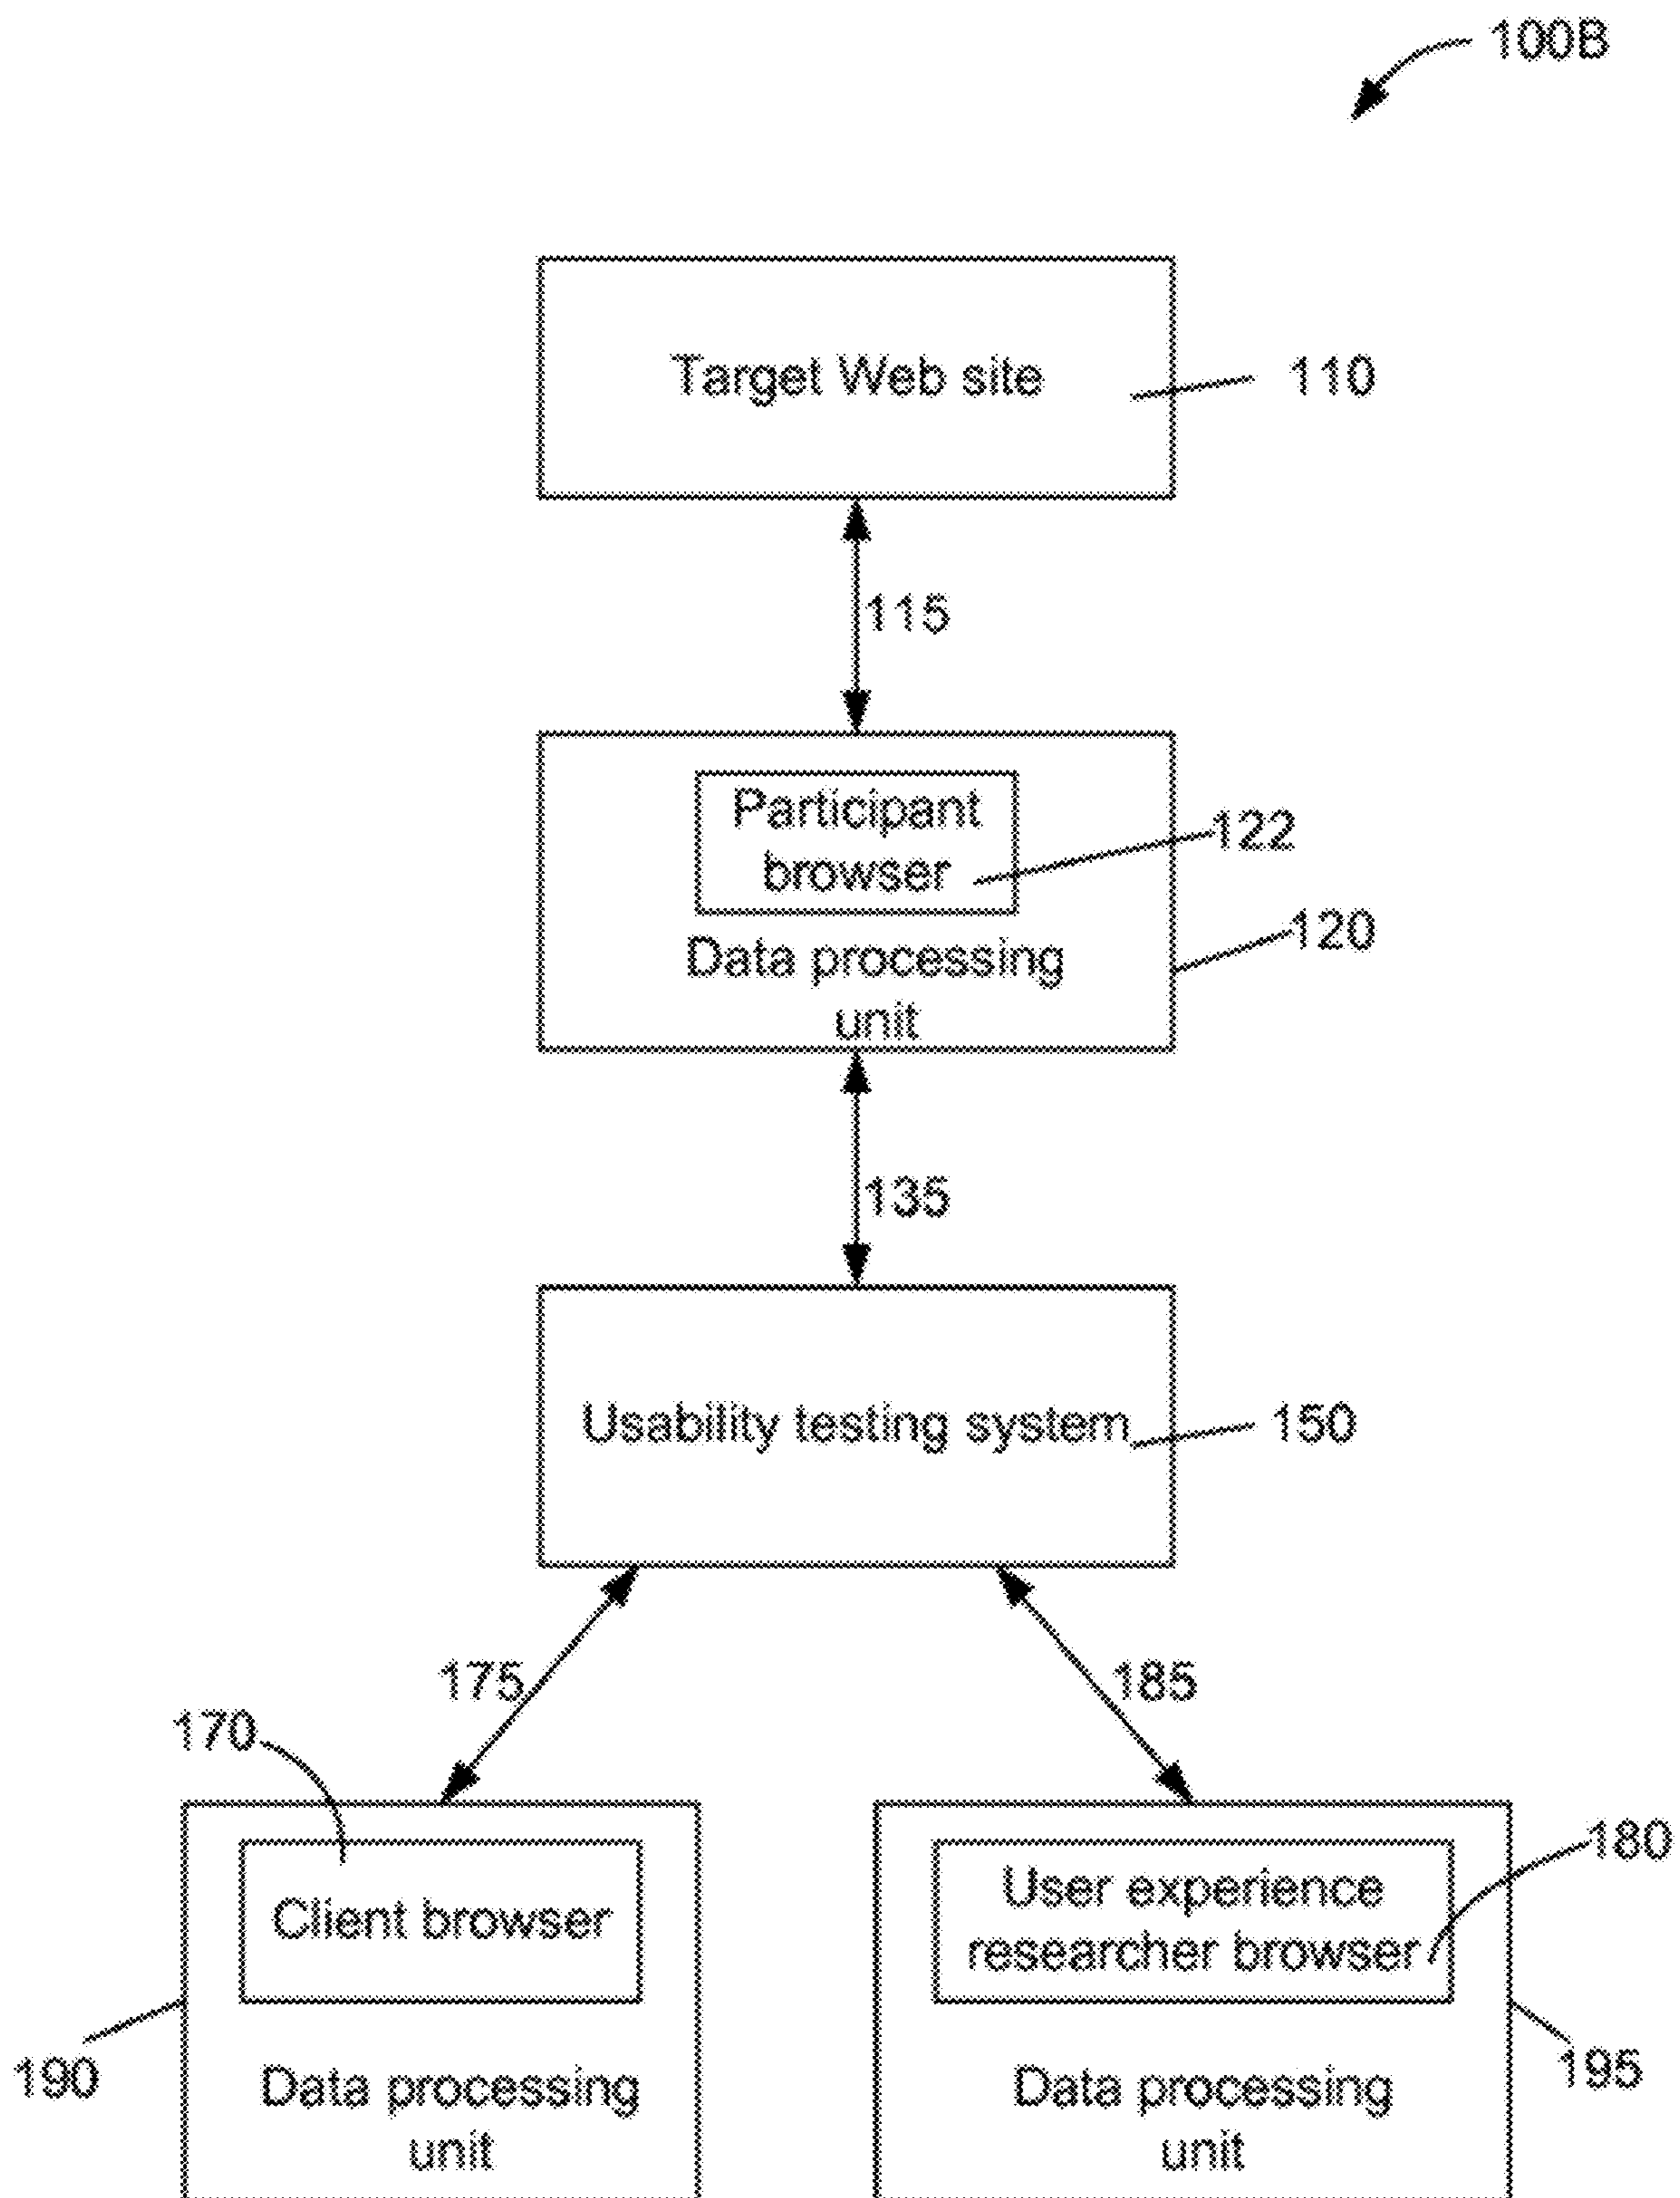 100B
Target Web site
110
115
Participant
browser
122
120
Data processing
unit
135
Usability testing system
150
175
185
170
180
Client browser
User experience
researcher browser
190
195
Data processing
unit
Data processing
unit